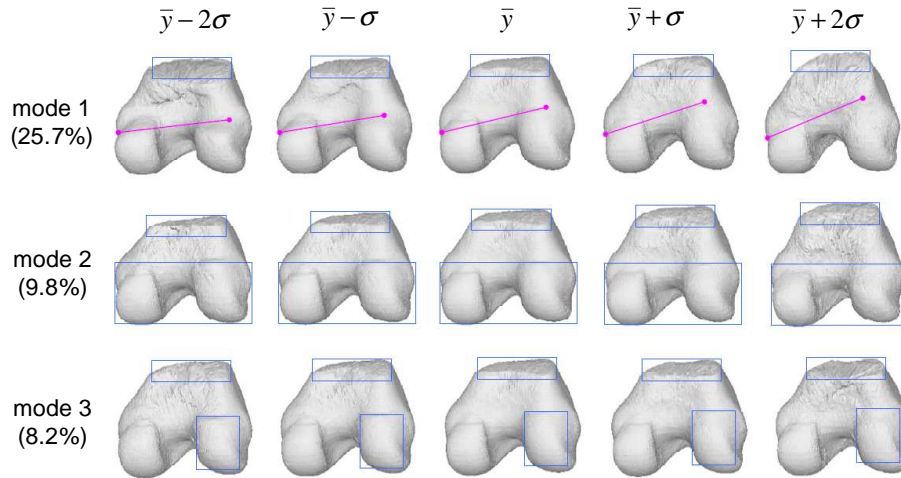 ȳ − 2σ ȳ − σ ȳ ȳ + σ ȳ + 2σ
mode 1
(25.7%)
mode 2
(9.8%)
mode 3
(8.2%)